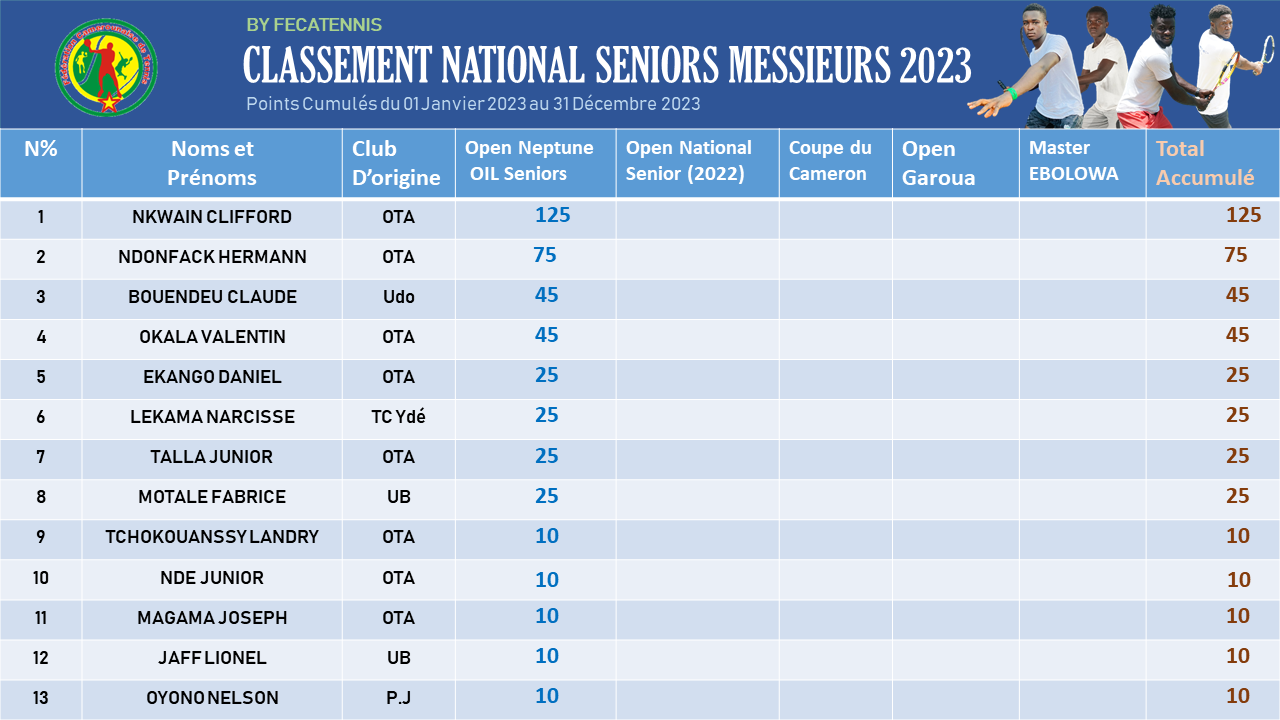 Fédération Camerounaise de Tennis
BY FECATENNIS
CLASSEMENT NATIONAL SENIORS MESSIEURS 2023
Points Cumulés du 01 Janvier 2023 au 31 Décembre 2023
N% Noms et Prénoms Club D’origine Open Neptune OIL Seniors Open National Senior (2022) Coupe du Cameron Open Garoua Master EBOLOWA Total Accumulé
1 NKWAIN CLIFFORD OTA 125 125
2 NDONFACK HERMANN OTA 75 75
3 BOUENDEU CLAUDE Udo 45 45
4 OKALA VALENTIN OTA 45 45
5 EKANGO DANIEL OTA 25 25
6 LEKAMA NARCISSE TC Ydé 25 25
7 TALLA JUNIOR OTA 25 25
8 MOTALE FABRICE UB 25 25
9 TCHOKOUANSSY LANDRY OTA 10 10
10 NDE JUNIOR OTA 10 10
11 MAGAMA JOSEPH OTA 10 10
12 JAFF LIONEL UB 10 10
13 OYONO NELSON P.J 10 10